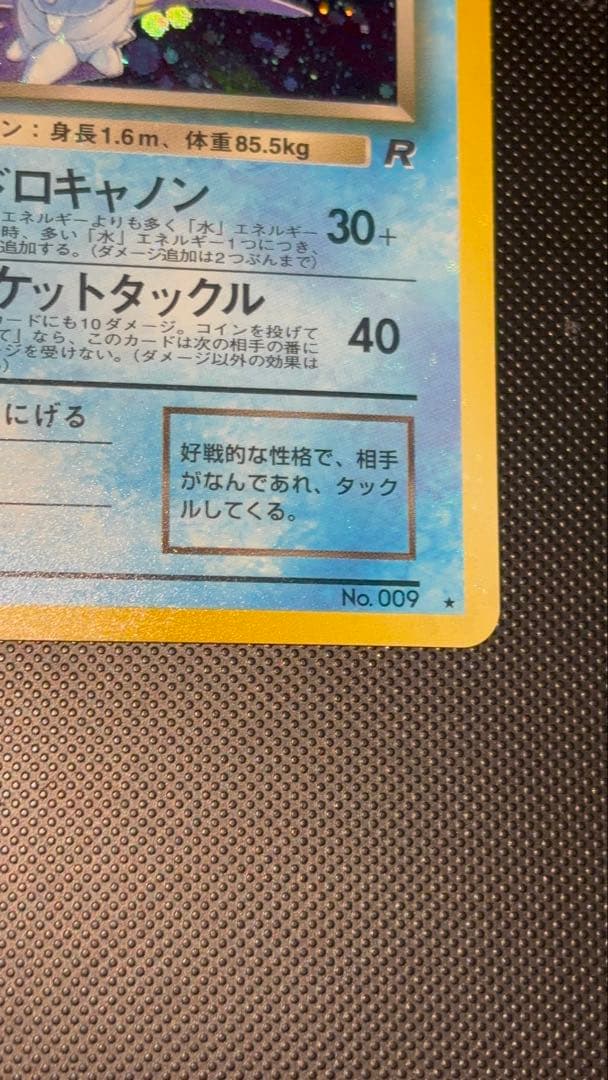 ン：身長1.6m、体重85.5kg
R
ドロキャノン
30+
エネルギーよりも多く「水」エネルギー
時、多い「水」エネルギー1つにつき、
追加する。（ダメージ追加は2つぶんまで）
ケットタックル
40
カードにも10ダメージ。コインを投げて
て」なら、このカードは次の相手の番に
ージを受けない。（ダメージ以外の効果は
）
にげる
好戦的な性格で、相手
がなんであれ、タック
ルしてくる。
No. 009 ★